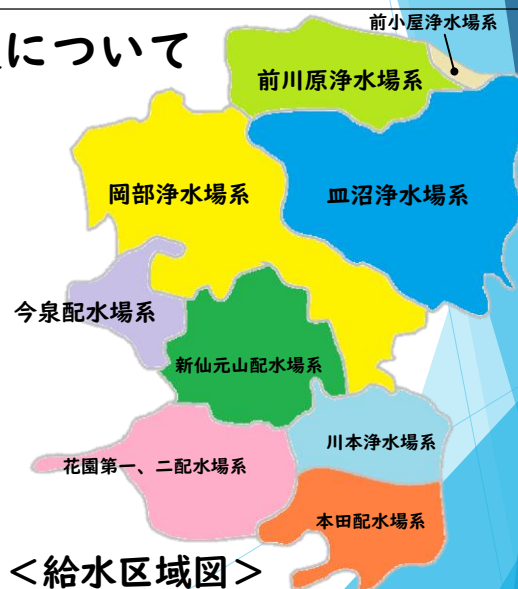 について
前小屋浄水場系
前川原浄水場系
岡部浄水場系
皿沼浄水場系
今泉配水場系
新仙元山配水場系
川本浄水場系
花園第一、二配水場系
本田配水場系
＜給水区域図＞